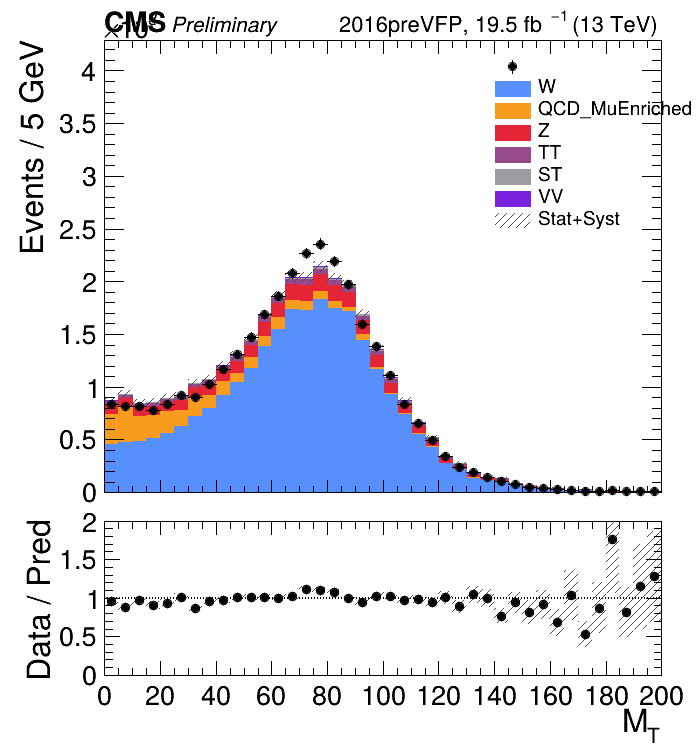 CMS Preliminary 2016preVFP, 19.5 fb⁻¹ (13 TeV)
Events / 5 GeV
4
3.5
3
2.5
2
1.5
1
0.5
0
W
QCD_MuEnriched
Z
TT
ST
VV
Stat+Syst
Data / Pred
2
1.5
1
0.5
0
0 20 40 60 80 100 120 140 160 180 200
M_T